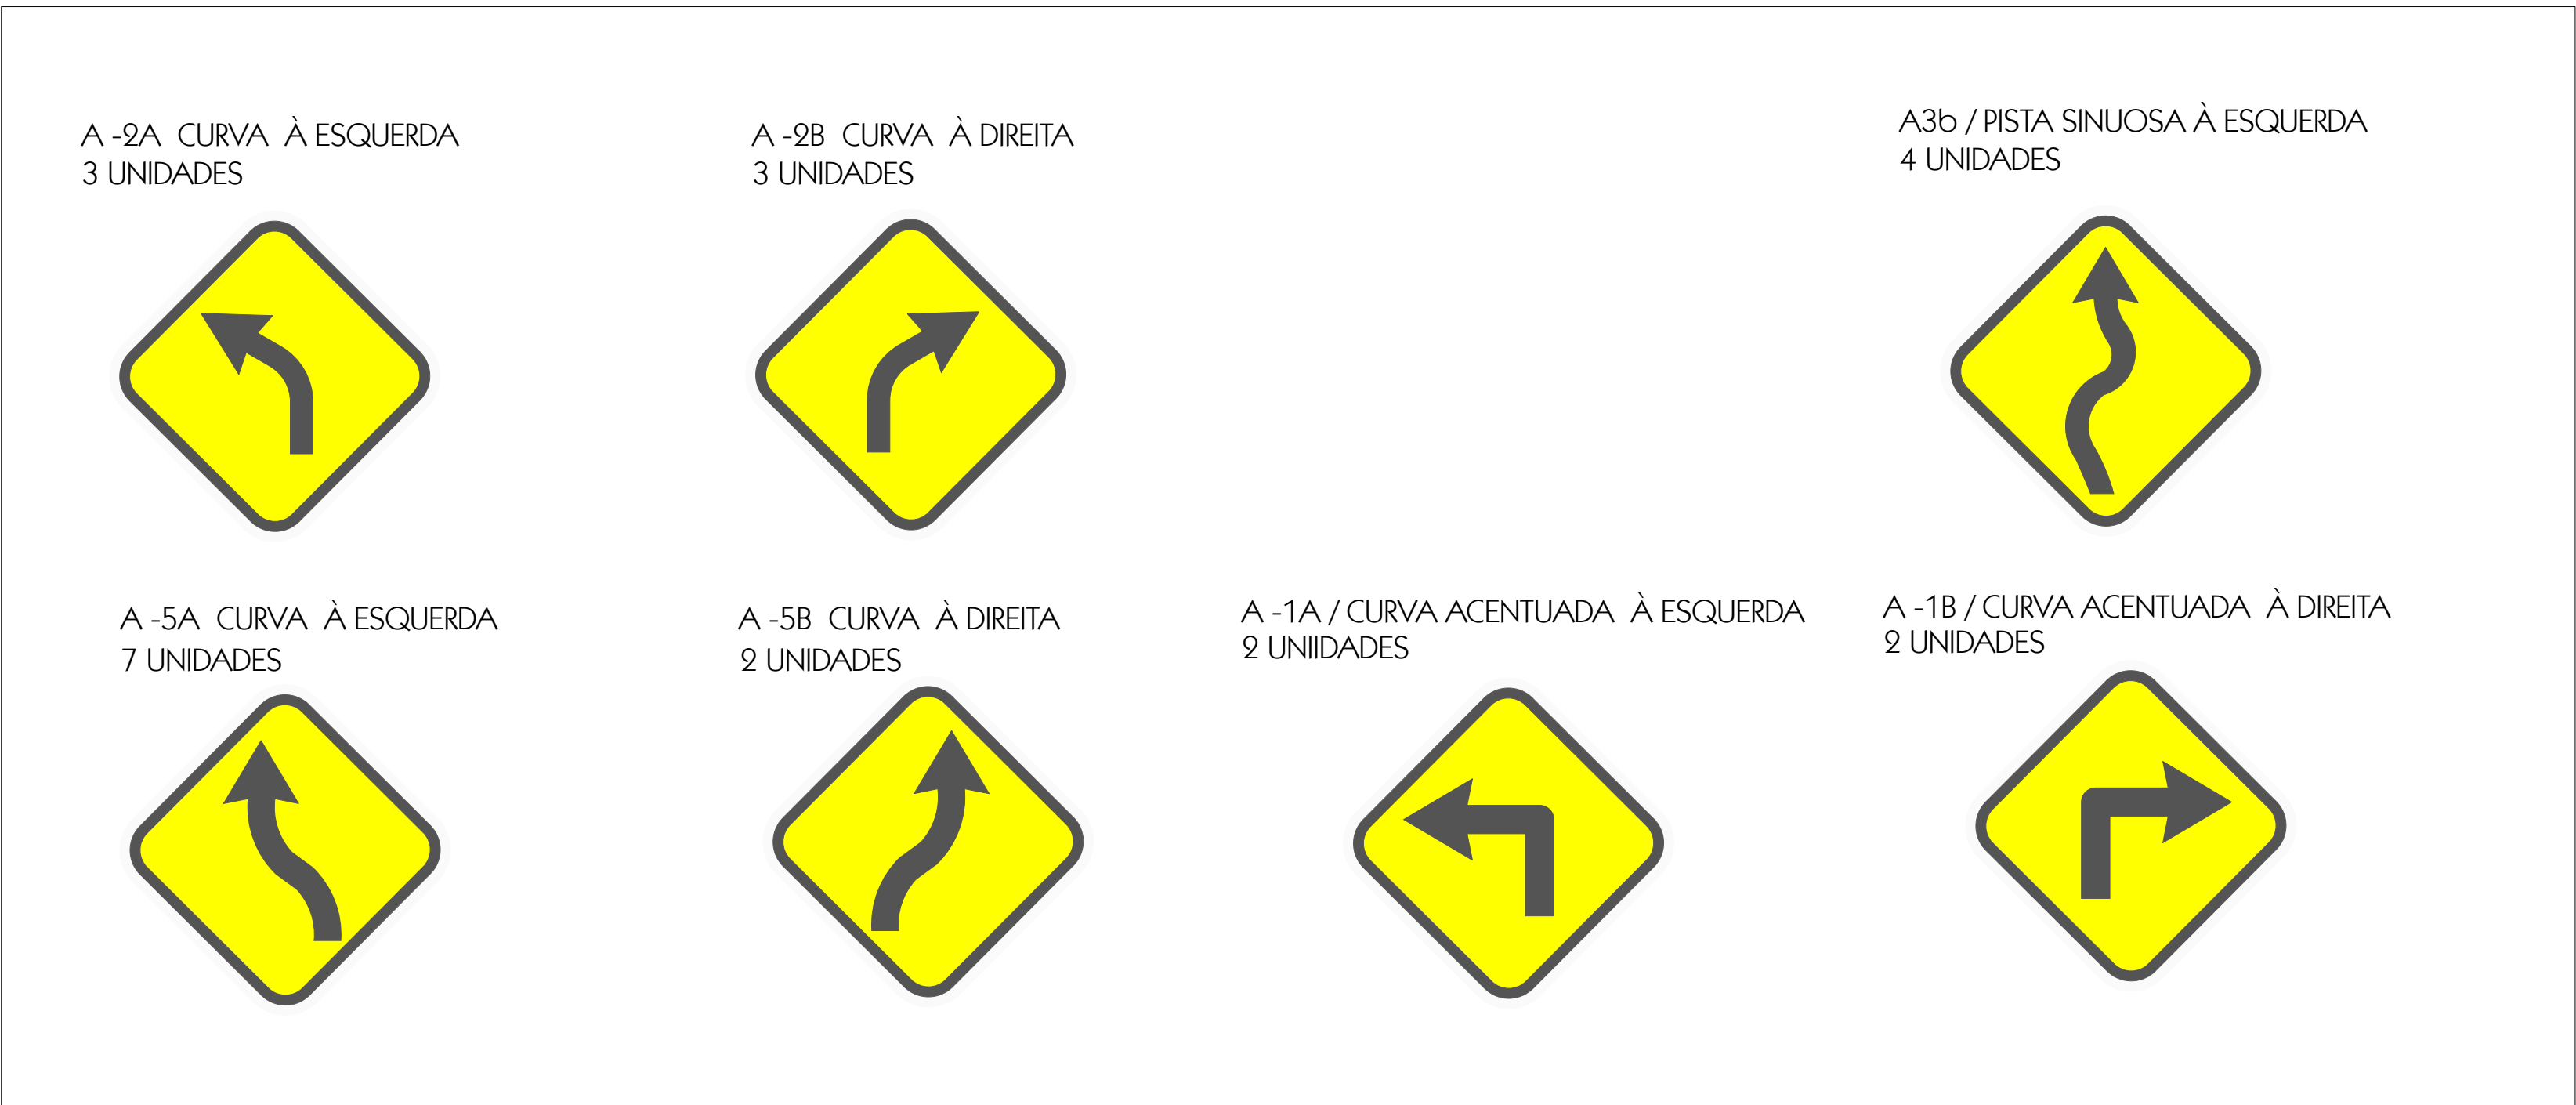 A -2A CURVA À ESQUERDA
3 UNIDADES
A -2B CURVA À DIREITA
3 UNIDADES
A3b / PISTA SINUOSA À ESQUERDA
4 UNIDADES
A -5A CURVA À ESQUERDA
7 UNIDADES
A -5B CURVA À DIREITA
2 UNIDADES
A -1A / CURVA ACENTUADA À ESQUERDA
2 UNIIDADES
A -1B / CURVA ACENTUADA À DIREITA
2 UNIDADES